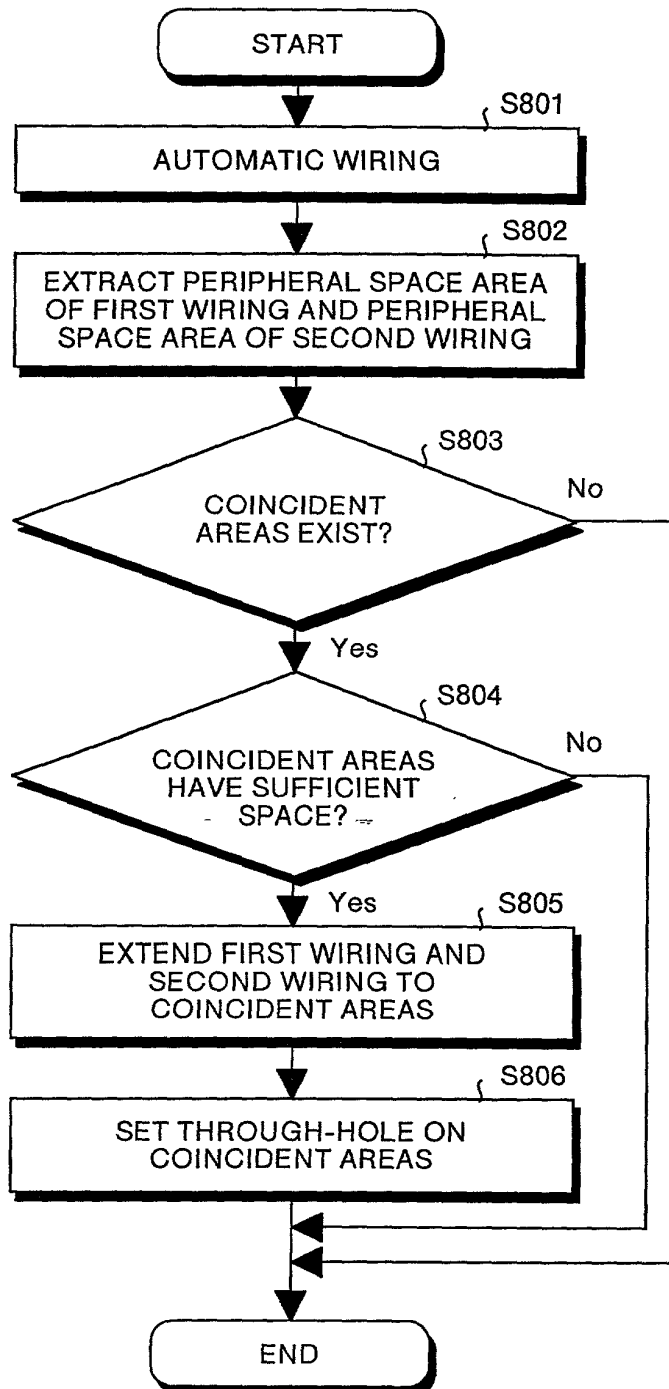 START
S801
AUTOMATIC WIRING
S802
EXTRACT PERIPHERAL SPACE AREA
OF FIRST WIRING AND PERIPHERAL
SPACE AREA OF SECOND WIRING
S803
COINCIDENT
AREAS EXIST?
No
Yes
S804
COINCIDENT AREAS
HAVE SUFFICIENT
SPACE?
No
Yes
S805
EXTEND FIRST WIRING AND
SECOND WIRING TO
COINCIDENT AREAS
S806
SET THROUGH-HOLE ON
COINCIDENT AREAS
END